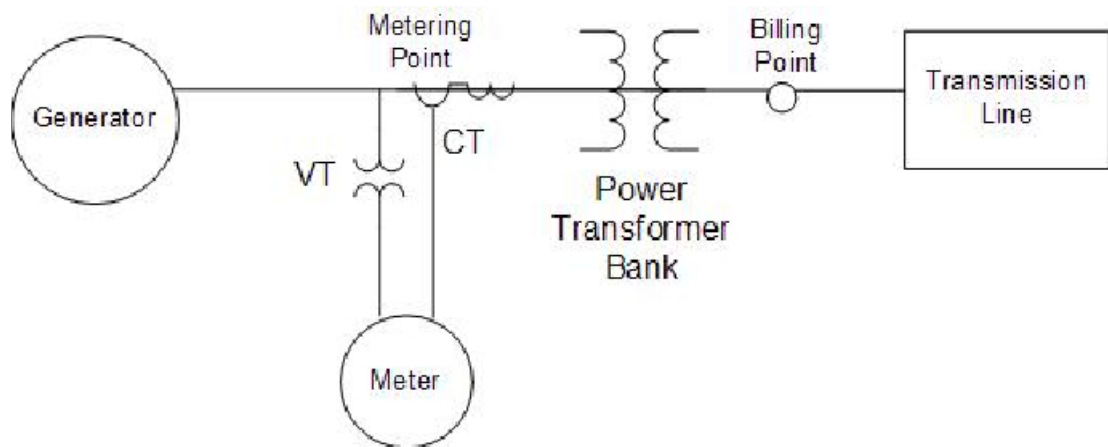 Metering
Point
Billing
Point
Generator
Transmission
Line
CT
VT
Power
Transformer
Bank
Meter